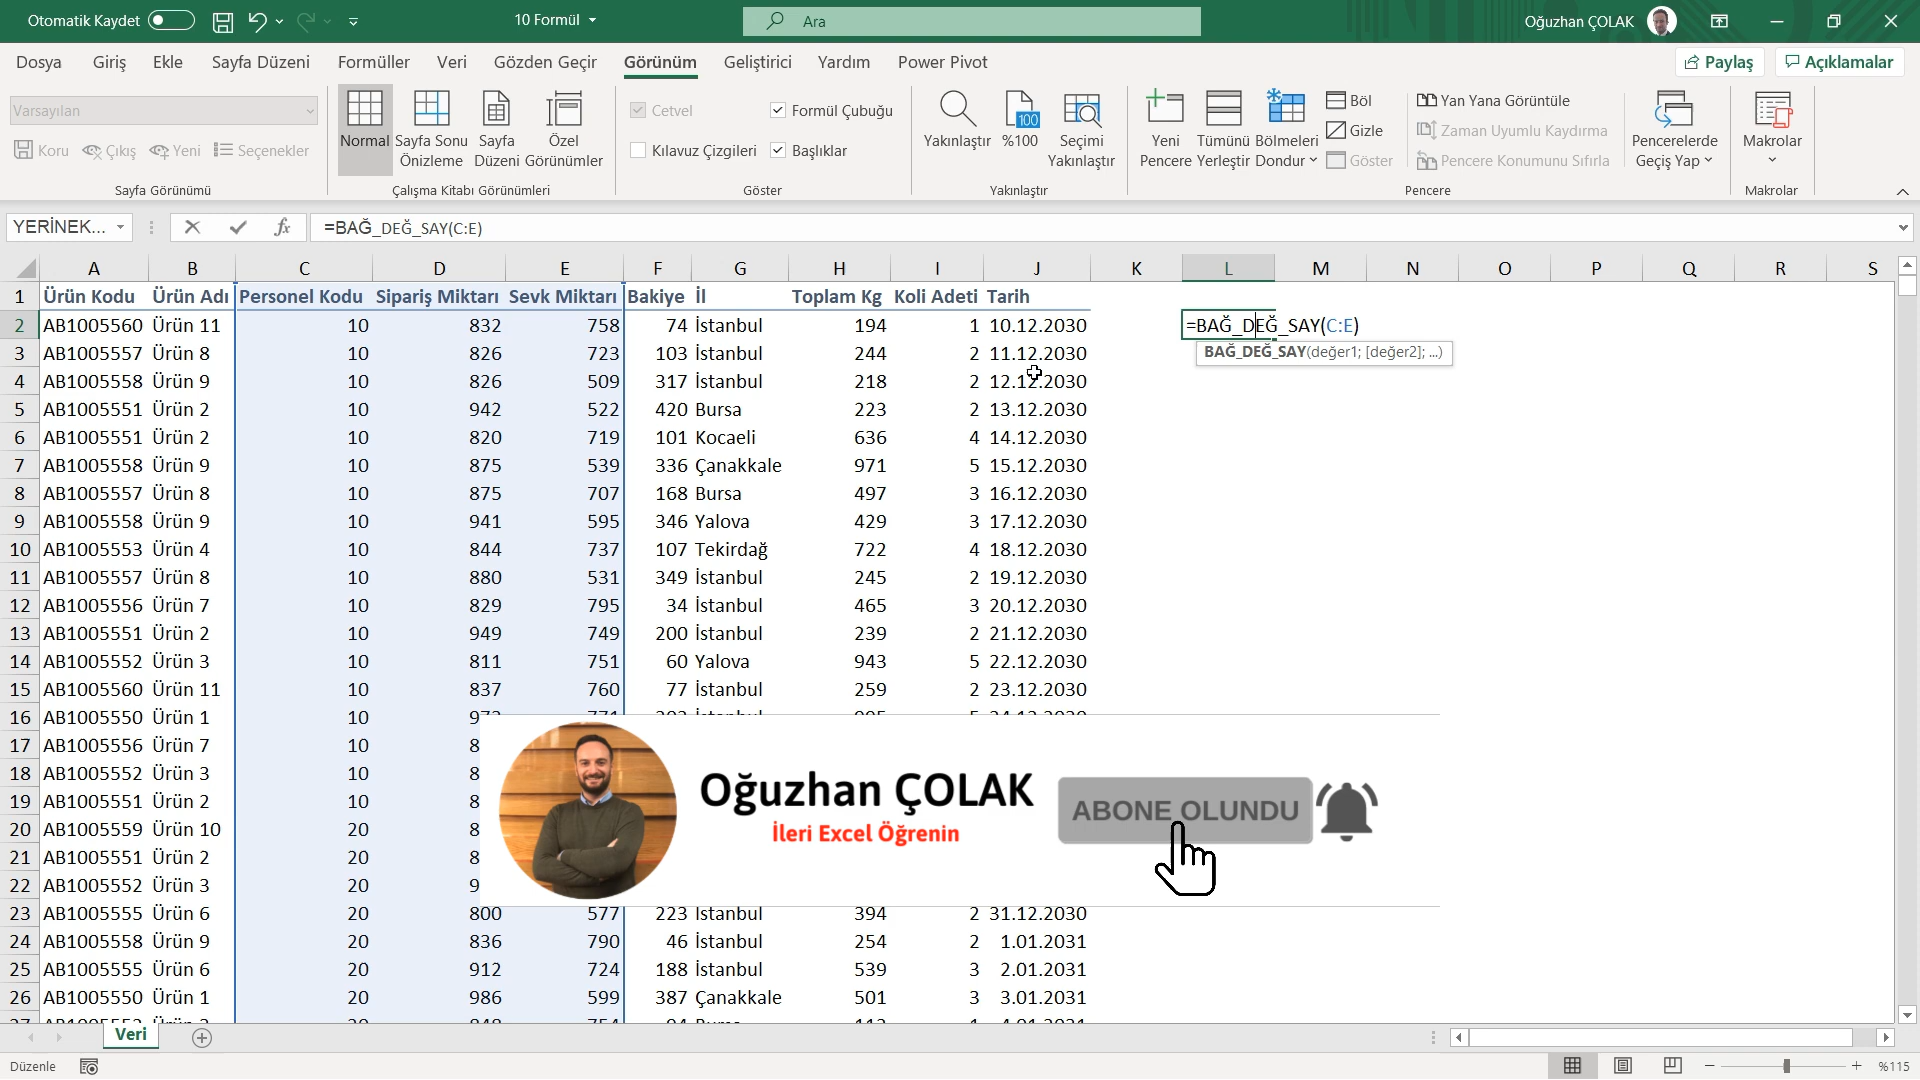 Otomatik Kaydet
10 Formül
Ara
Oğuzhan ÇOLAK
Dosya Giriş Ekle Sayfa Düzeni Formüller Veri Gözden Geçir Görünüm Geliştirici Yardım Power Pivot
Paylaş Açıklamalar
Varsayılan
Koru Çıkış Yeni Seçenekler
Sayfa Görünümü
Normal Sayfa Sonu Önizleme Sayfa Düzeni Özel Görünümler
Çalışma Kitabı Görünümleri
Cetvel Formül Çubuğu
Kılavuz Çizgileri Başlıklar
Göster
Yakınlaştır %100 Seçimi Yakınlaştır
100
Yakınlaştır
Yeni Pencere Tümünü Yerleştir Bölmeleri Dondur
Böl
Gizle
Göster
Yan Yana Görüntüle
Zaman Uyumlu Kaydırma
Pencere Konumunu Sıfırla
Pencerelerde Geçiş Yap
Pencere
Makrolar
Makrolar
YERİNEK... fx =BAĞ_DEĞ_SAY(C:E)
A B C D E F G H I J K L M N O P Q R S
1 Ürün Kodu Ürün Adı Personel Kodu Sipariş Miktarı Sevk Miktarı Bakiye İl Toplam Kg Koli Adeti Tarih
2 AB1005560 Ürün 11 10 832 758 74 İstanbul 194 1 10.12.2030 =BAĞ_DEĞ_SAY(C:E)
BAĞ_DEĞ_SAY(değer1; [değer2]; ...)
3 AB1005557 Ürün 8 10 826 723 103 İstanbul 244 2 11.12.2030
4 AB1005558 Ürün 9 10 826 509 317 İstanbul 218 2 12.12.2030
5 AB1005551 Ürün 2 10 942 522 420 Bursa 223 2 13.12.2030
6 AB1005551 Ürün 2 10 820 719 101 Kocaeli 636 4 14.12.2030
7 AB1005558 Ürün 9 10 875 539 336 Çanakkale 971 5 15.12.2030
8 AB1005557 Ürün 8 10 875 707 168 Bursa 497 3 16.12.2030
9 AB1005558 Ürün 9 10 941 595 346 Yalova 429 3 17.12.2030
10 AB1005553 Ürün 4 10 844 737 107 Tekirdağ 722 4 18.12.2030
11 AB1005557 Ürün 8 10 880 531 349 İstanbul 245 2 19.12.2030
12 AB1005556 Ürün 7 10 829 795 34 İstanbul 465 3 20.12.2030
13 AB1005551 Ürün 2 10 949 749 200 İstanbul 239 2 21.12.2030
14 AB1005552 Ürün 3 10 811 751 60 Yalova 943 5 22.12.2030
15 AB1005560 Ürün 11 10 837 760 77 İstanbul 259 2 23.12.2030
16 AB1005550 Ürün 1 10
17 AB1005556 Ürün 7 10 8
18 AB1005552 Ürün 3 10 8
19 AB1005551 Ürün 2 10 8
20 AB1005559 Ürün 10 20 8
21 AB1005551 Ürün 2 20 8
22 AB1005552 Ürün 3 20 9
Oğuzhan ÇOLAK
İleri Excel Öğrenin
ABONE OLUNDU
23 AB1005555 Ürün 6 20 800 577 223 İstanbul 394 2 31.12.2030
24 AB1005558 Ürün 9 20 836 790 46 İstanbul 254 2 1.01.2031
25 AB1005555 Ürün 6 20 912 724 188 İstanbul 539 3 2.01.2031
26 AB1005550 Ürün 1 20 986 599 387 Çanakkale 501 3 3.01.2031
Veri
Düzenle
%115